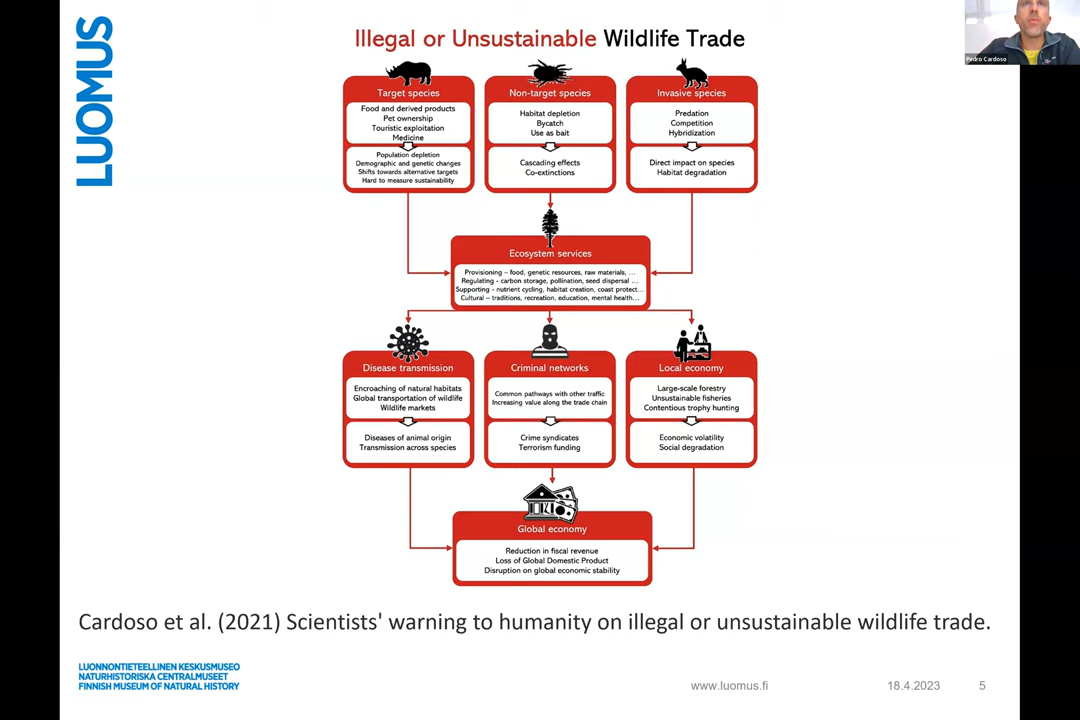 LUOMUS
Pedro Cardoso
Illegal or Unsustainable Wildlife Trade
Target species
Food and derived products
Pet ownership
Touristic exploitation
Medicine
Population depletion
Demographic and genetic changes
Shifts towards alternative targets
Hard to measure sustainability
Non-target species
Habitat depletion
Bycatch
Use as bait
Cascading effects
Co-extinctions
Invasive species
Predation
Competition
Hybridization
Direct impact on species
Habitat degradation
Ecosystem services
Provisioning – food, genetic resources, raw materials, ...
Regulating - carbon storage, pollination, seed dispersal ...
Supporting - nutrient cycling, habitat creation, coast protect...
Cultural – traditions, recreation, education, mental health...
Disease transmission
Encroaching of natural habitats
Global transportation of wildlife
Wildlife markets
Diseases of animal origin
Transmission across species
Criminal networks
Common pathways with other traffic
Increasing value along the trade chain
Crime syndicates
Terrorism funding
Local economy
Large-scale forestry
Unsustainable fisheries
Contentious trophy hunting
Economic volatility
Social degradation
Global economy
Reduction in fiscal revenue
Loss of Global Domestic Product
Disruption on global economic stability
Cardoso et al. (2021) Scientists' warning to humanity on illegal or unsustainable wildlife trade.
LUONNONTIETEELLINEN KESKUSMUSEO
NATURHISTORISKA CENTRALMUSEET
FINNISH MUSEUM OF NATURAL HISTORY
www.luomus.fi
18.4.2023
5